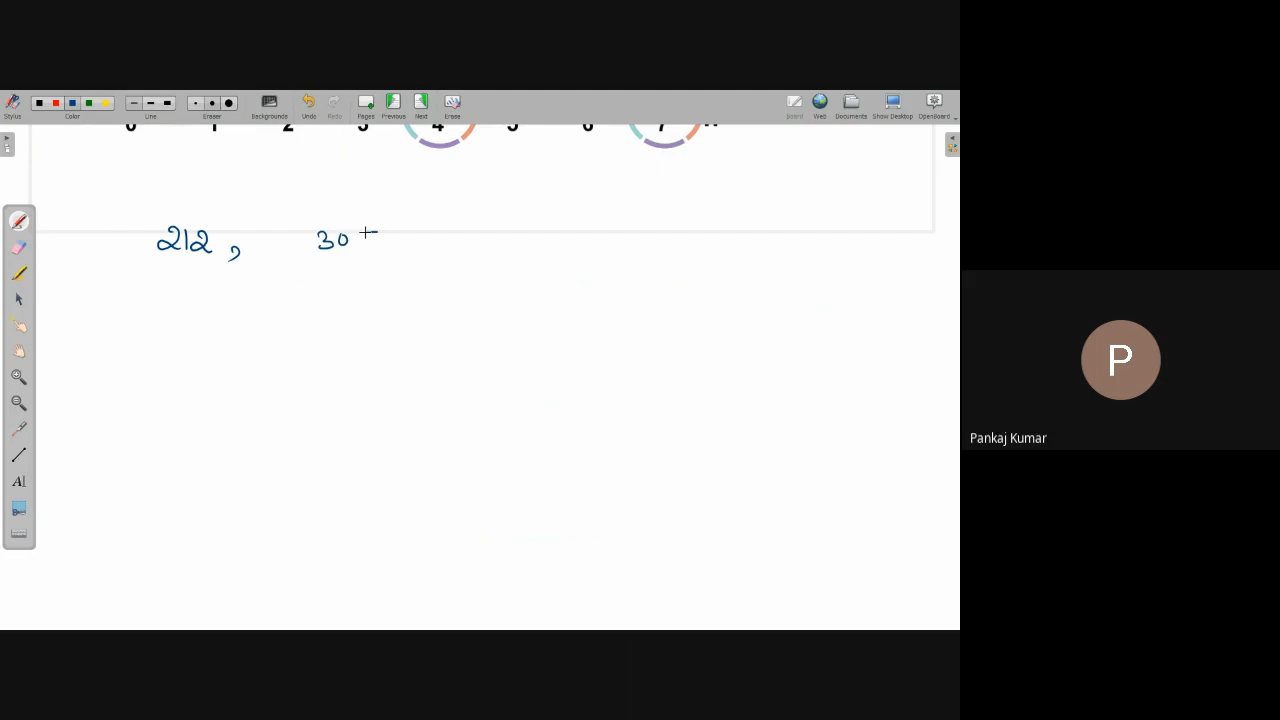 Stylus Color Line Eraser Backgrounds Undo Redo Pages Previous Next Erase Board Web Documents Show Desktop OpenBoard
0 1 2 3 4 5 6 7
212 , 30
P
Pankaj Kumar